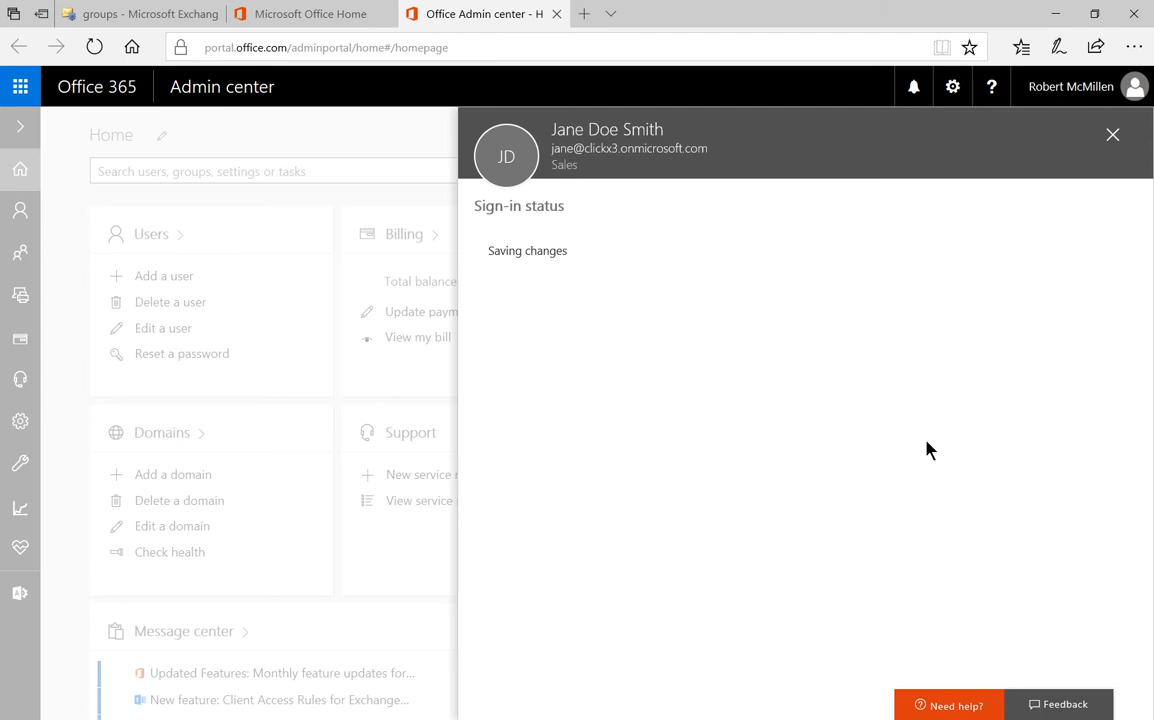 groups - Microsoft Exchang
Microsoft Office Home
Office Admin center - H
portal.office.com/adminportal/home#/homepage
Office 365
Admin center
?
Robert McMillen
Home
Search users, groups, settings or tasks
JD
Jane Doe Smith
jane@clickx3.onmicrosoft.com
Sales
Sign-in status
Saving changes
Users
Add a user
Delete a user
Edit a user
Reset a password
Billing
Total balance
Update paym
View my bill
Domains
Add a domain
Delete a domain
Edit a domain
Check health
Support
New service r
View service
Message center
Updated Features: Monthly feature updates for...
New feature: Client Access Rules for Exchange...
Need help?
Feedback